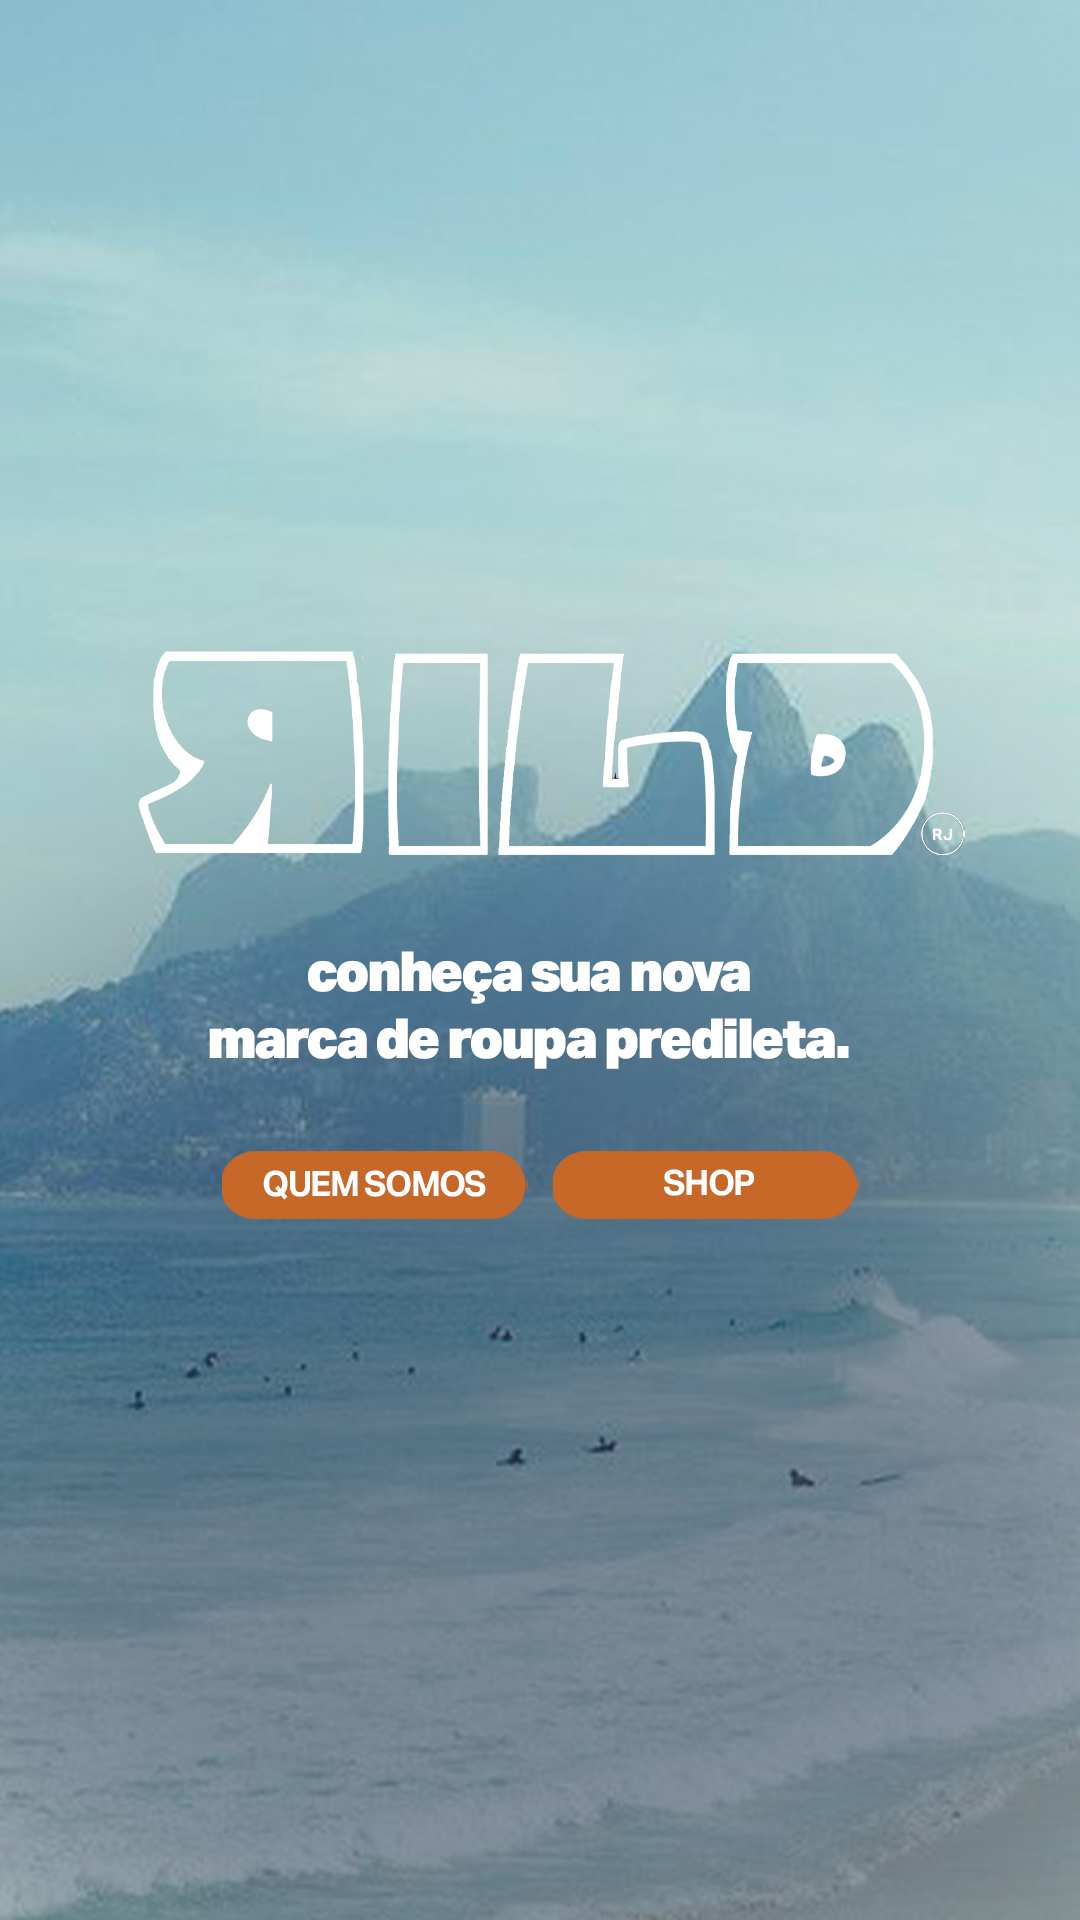 RILD
RJ
conheça sua nova
marca de roupa predileta.
QUEM SOMOS
SHOP